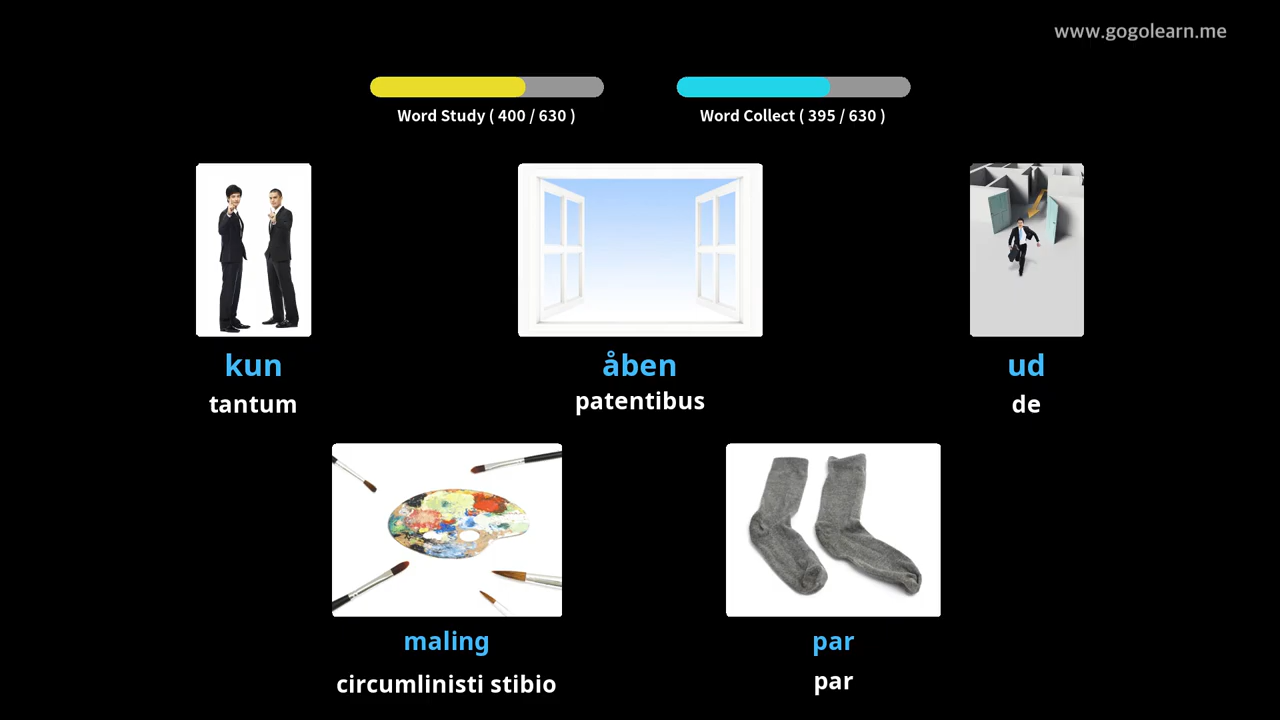 www.gogolearn.me
Word Study ( 400 / 630 )
Word Collect ( 395 / 630 )
kun
tantum
åben
patentibus
ud
de
maling
circumlinisti stibio
par
par